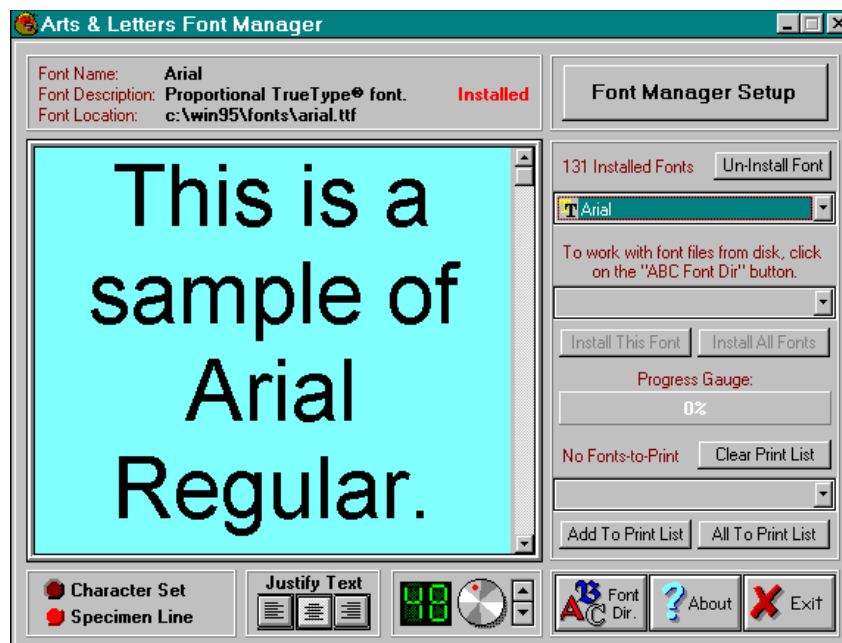 Arts & Letters Font Manager
Font Name: Arial
Font Description: Proportional TrueType® font. Installed
Font Location: c:\win95\fonts\arial.ttf
Font Manager Setup
This is a
sample of
Arial
Regular.
131 Installed Fonts Un-Install Font
Arial
To work with font files from disk, click
on the "ABC Font Dir" button.
Install This Font Install All Fonts
Progress Gauge:
0%
No Fonts-to-Print Clear Print List
Add To Print List All To Print List
Character Set
Specimen Line
Justify Text
48
ABC Font
Dir.
? About
Exit